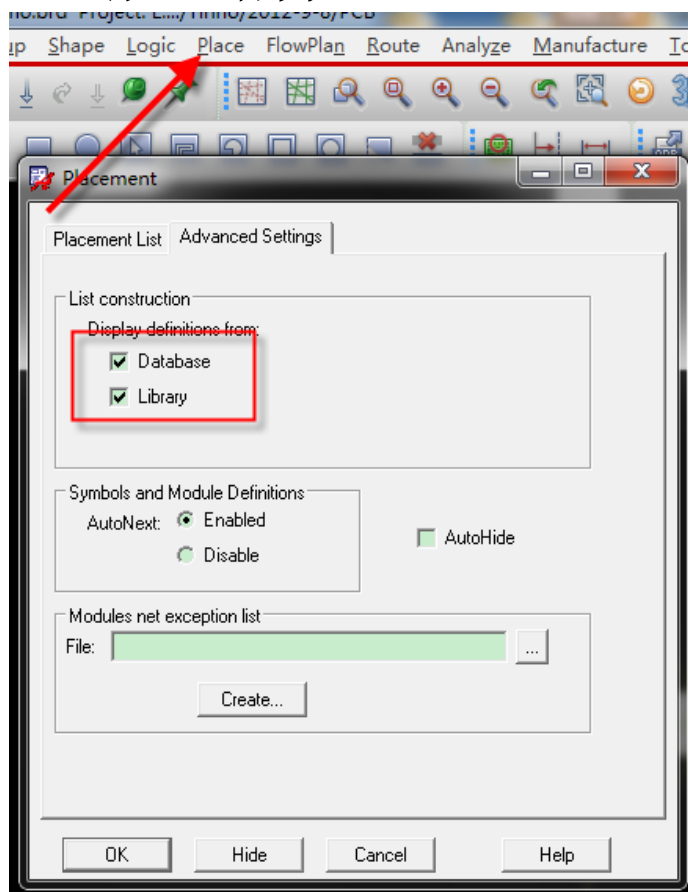 up Shape Logic Place FlowPlan Route Analyze Manufacture
Placement
Placement List Advanced Settings
List construction
Display definitions from:
Database
Library
Symbols and Module Definitions
AutoNext: Enabled
Disable
AutoHide
Modules net exception list
File:
...
Create...
OK Hide Cancel Help